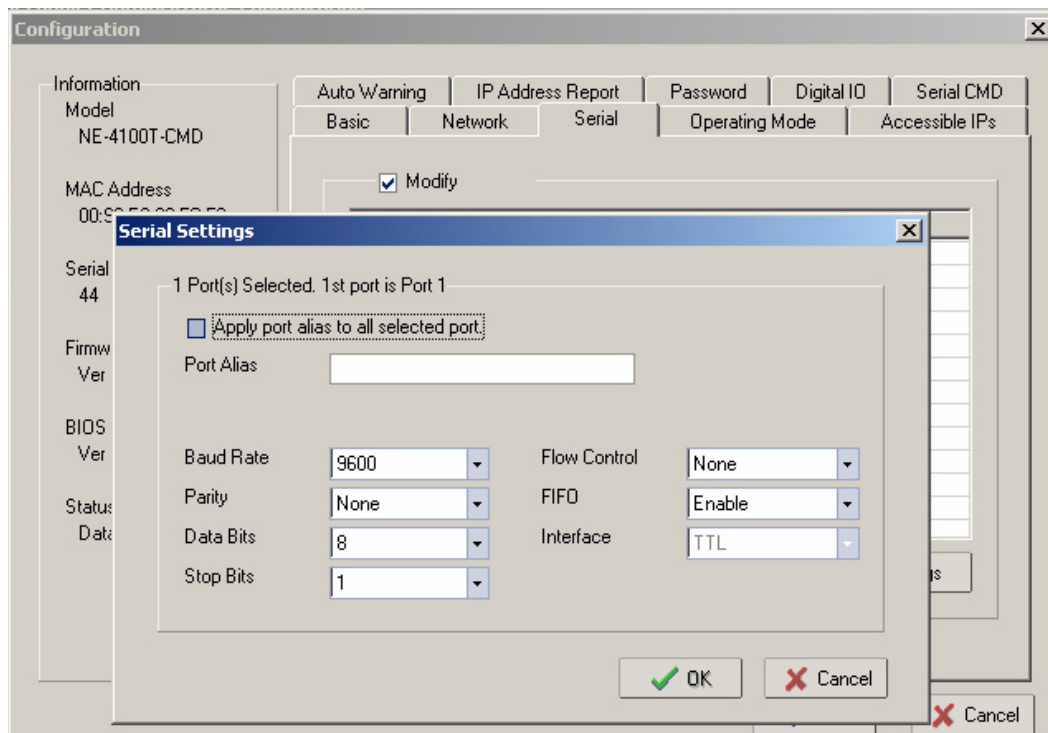 Configuration
Information
Model
NE-4100T-CMD
MAC Address
Serial
44
Firmw
Ver
BIOS
Ver
Status
Data
Auto Warning IP Address Report Password Digital IO Serial CMD
Basic Network Serial Operating Mode Accessible IPs
Modify
Serial Settings
1 Port(s) Selected. 1st port is Port 1
Apply port alias to all selected port.
Port Alias
Baud Rate 9600 Flow Control None
Parity None FIFO Enable
Data Bits 8 Interface TTL
Stop Bits 1
OK Cancel
Cancel